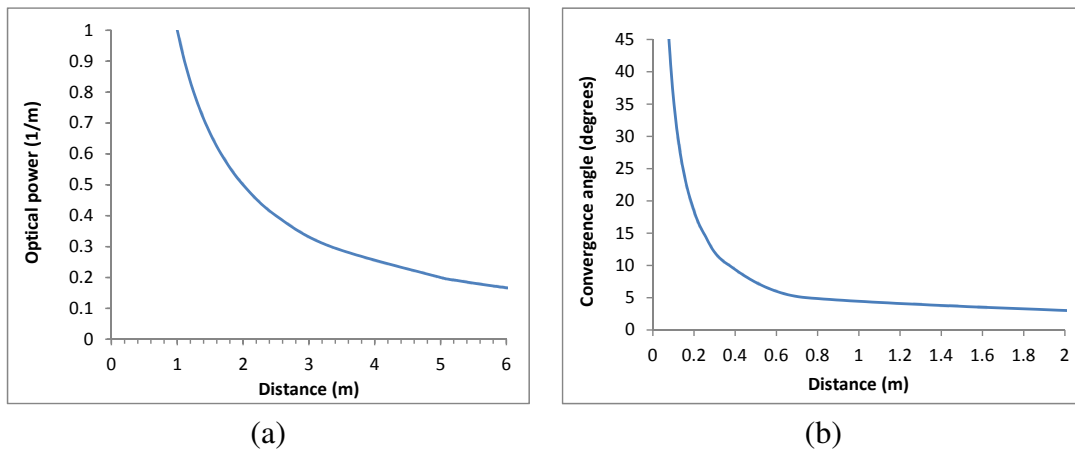 Optical power (1/m)
1
0.9
0.8
0.7
0.6
0.5
0.4
0.3
0.2
0.1
0
0 1 2 3 4 5 6
Distance (m)
(a)
Convergence angle (degrees)
45
40
35
30
25
20
15
10
5
0
0 0.2 0.4 0.6 0.8 1 1.2 1.4 1.6 1.8 2
Distance (m)
(b)